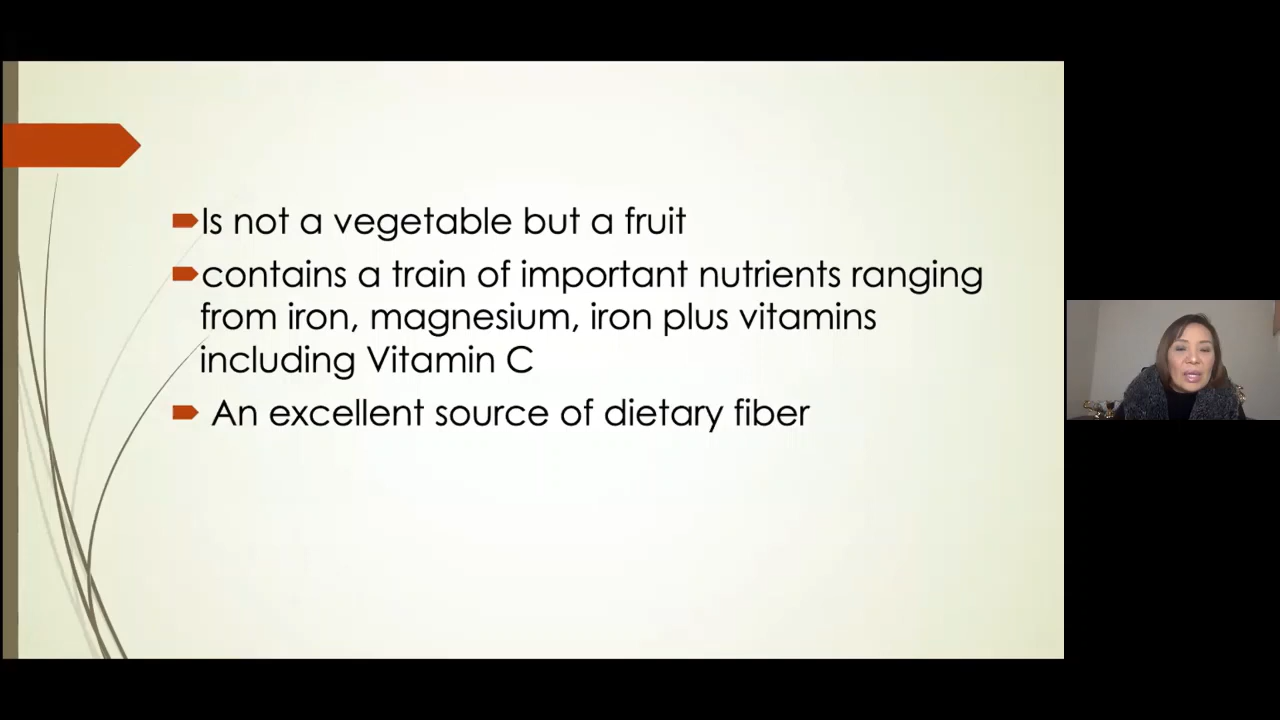 Is not a vegetable but a fruit
contains a train of important nutrients ranging
from iron, magnesium, iron plus vitamins
including Vitamin C
An excellent source of dietary fiber